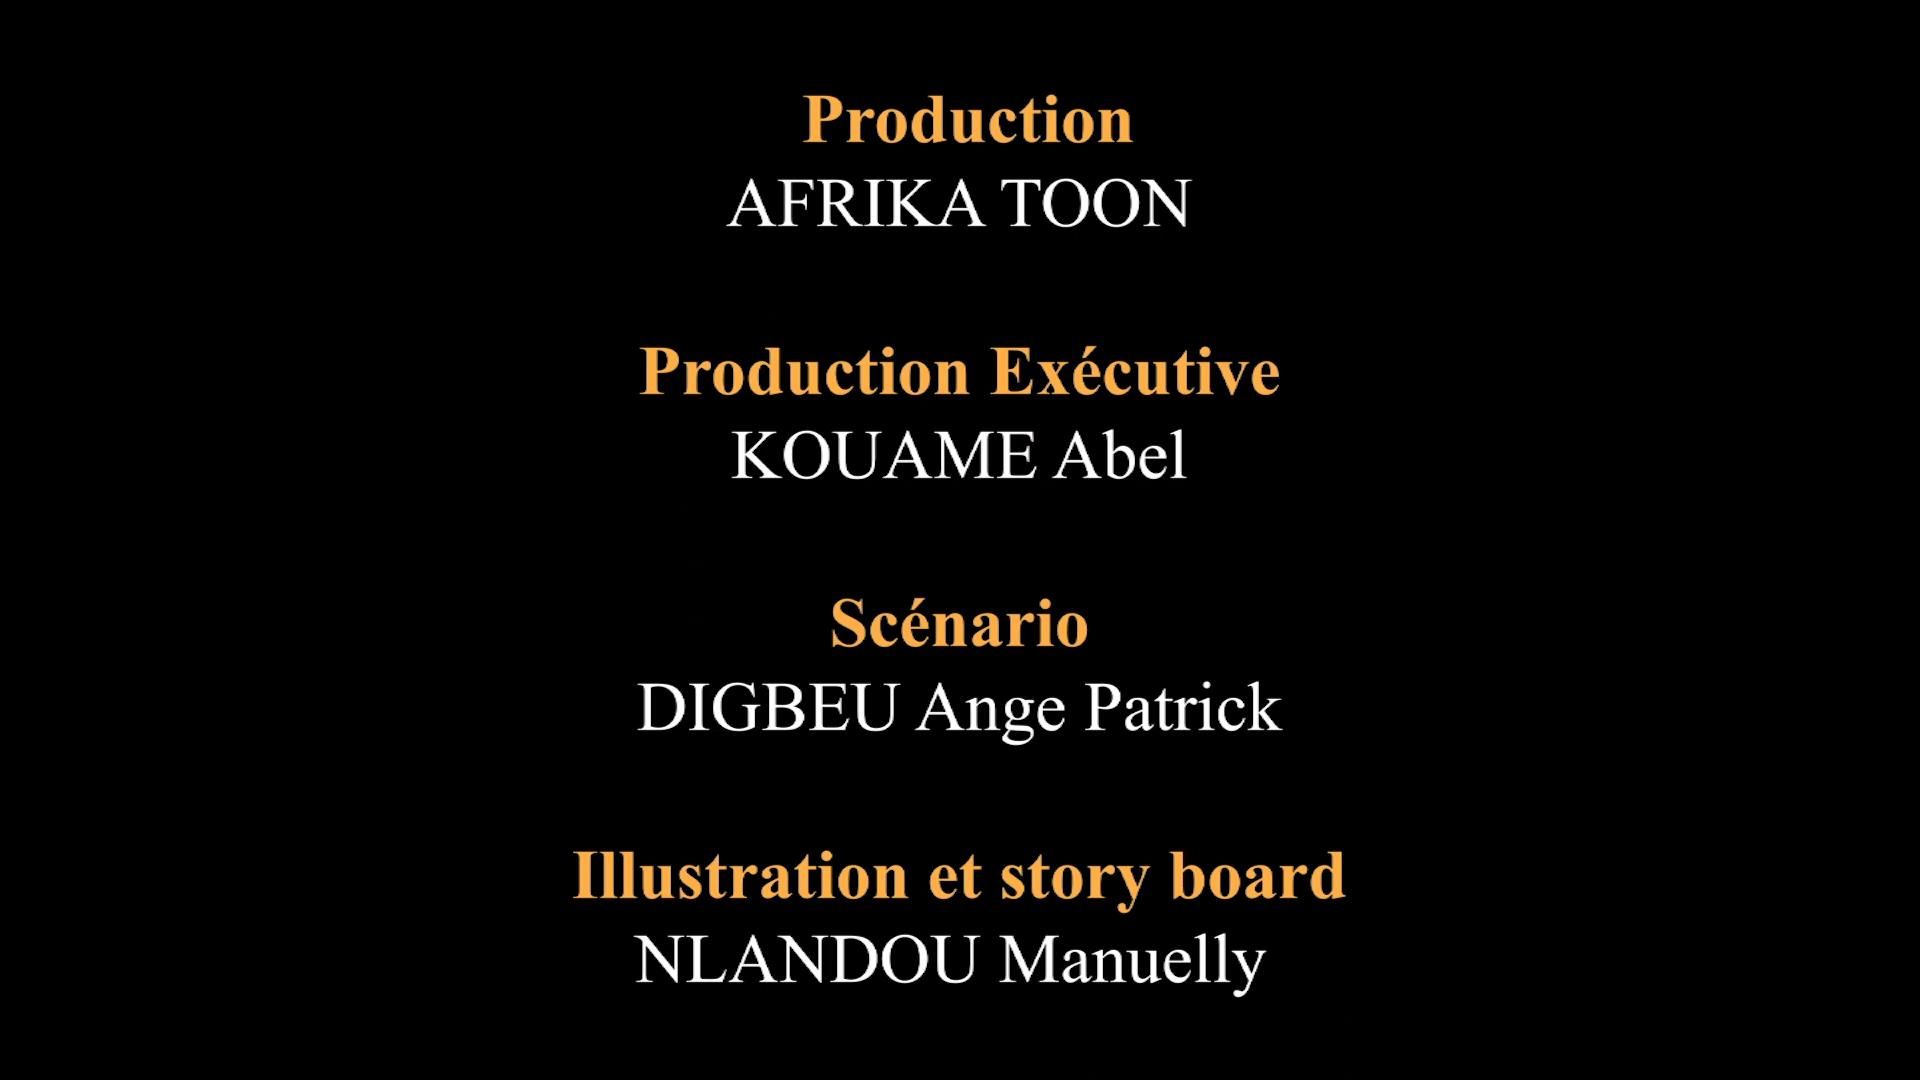 Production
AFRIKA TOON
Production Exécutive
KOUAME Abel
Scénario
DIGBEU Ange Patrick
Illustration et story board
NLANDOU Manuelly